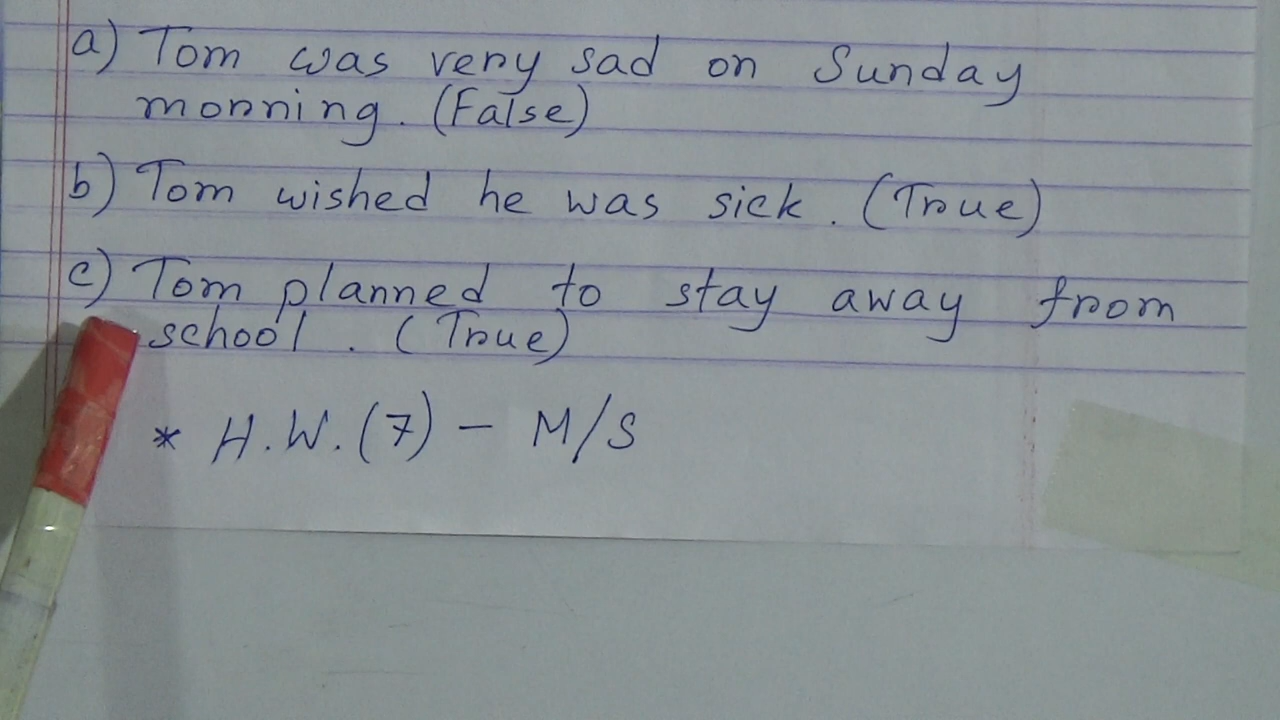 a) Tom was very sad on Sunday
morning. (False)
b) Tom wished he was sick. (True)
c) Tom planned to stay away from
school. (True)
* H.W. (7) - M/S